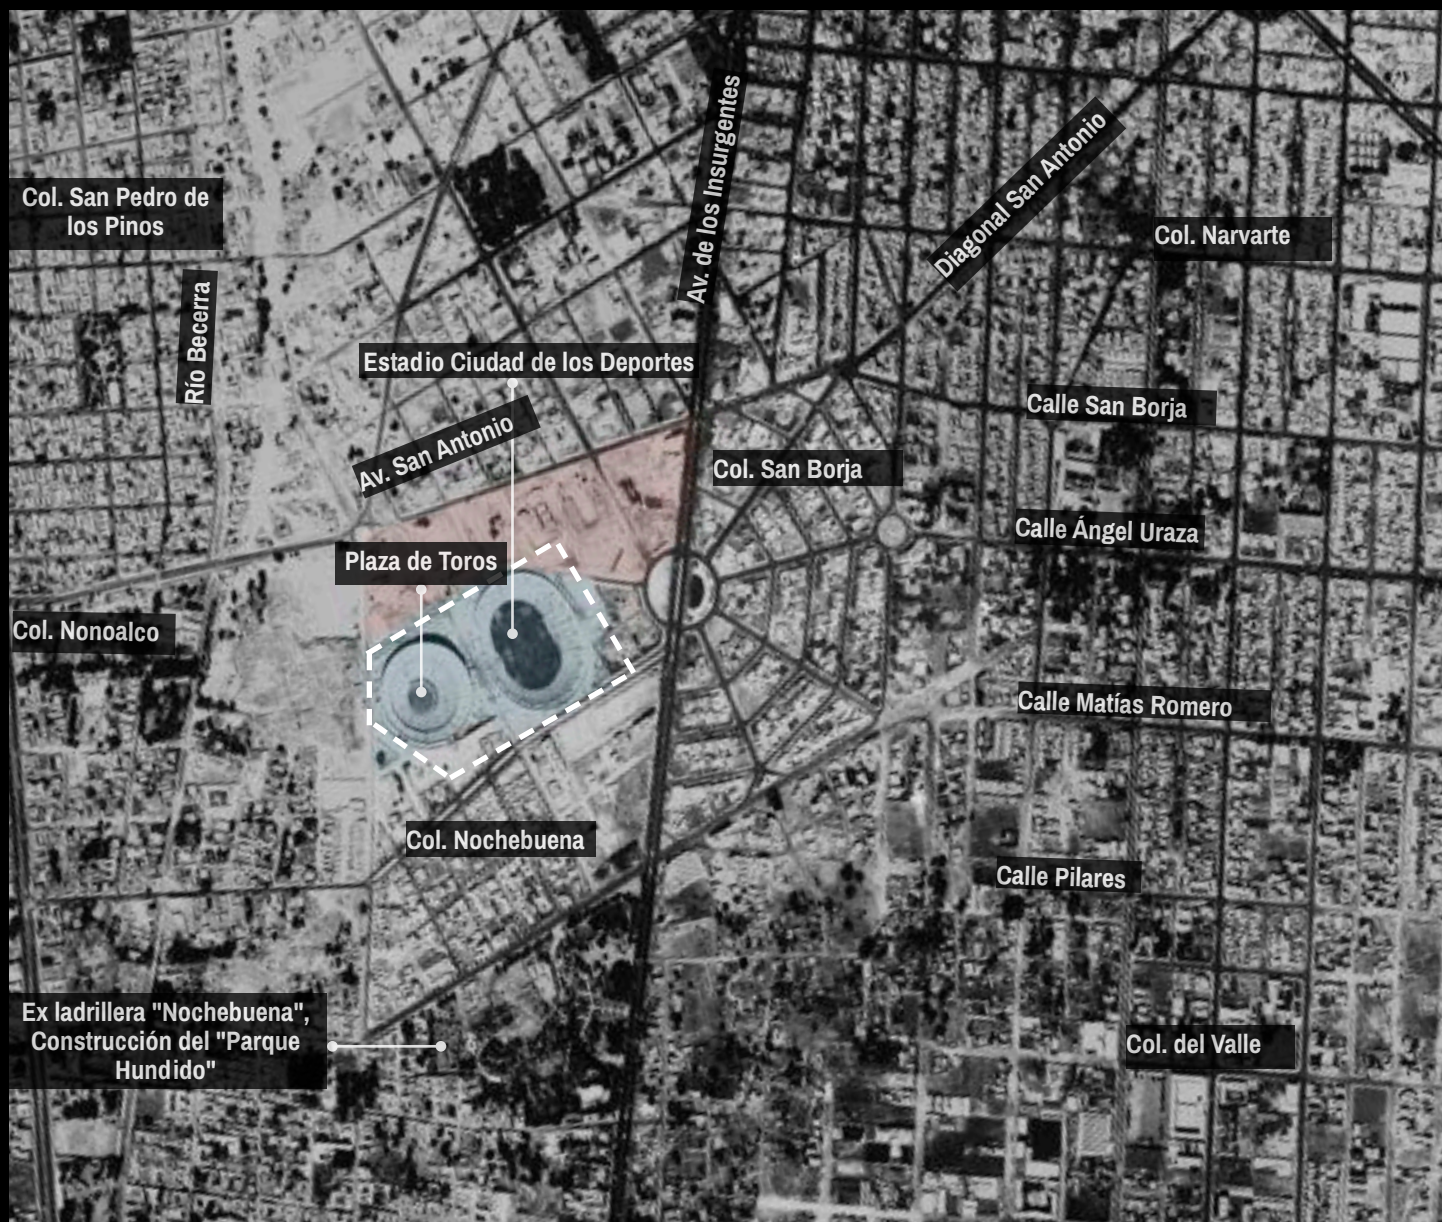 Av. de los Insurgentes
Diagonal San Antonio
Col. San Pedro de
los Pinos
Col. Narvarte
Río Becerra
Estadio Ciudad de los Deportes
Calle San Borja
Av. San Antonio
Col. San Borja
Calle Ángel Uraza
Plaza de Toros
Col. Nonoalco
Calle Matías Romero
Col. Nochebuena
Calle Pilares
Ex ladrillera "Nochebuena",
Construcción del "Parque
Hundido"
Col. del Valle